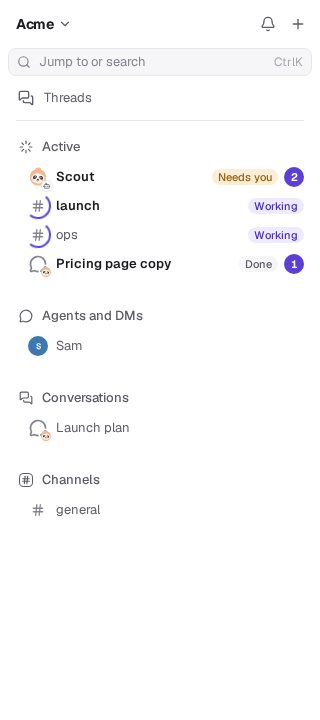 Acme
Jump to or search CtrlK
Threads
Active
Scout Needs you 2
# launch Working
# ops Working
Pricing page copy Done 1
Agents and DMs
S Sam
Conversations
Launch plan
# Channels
# general